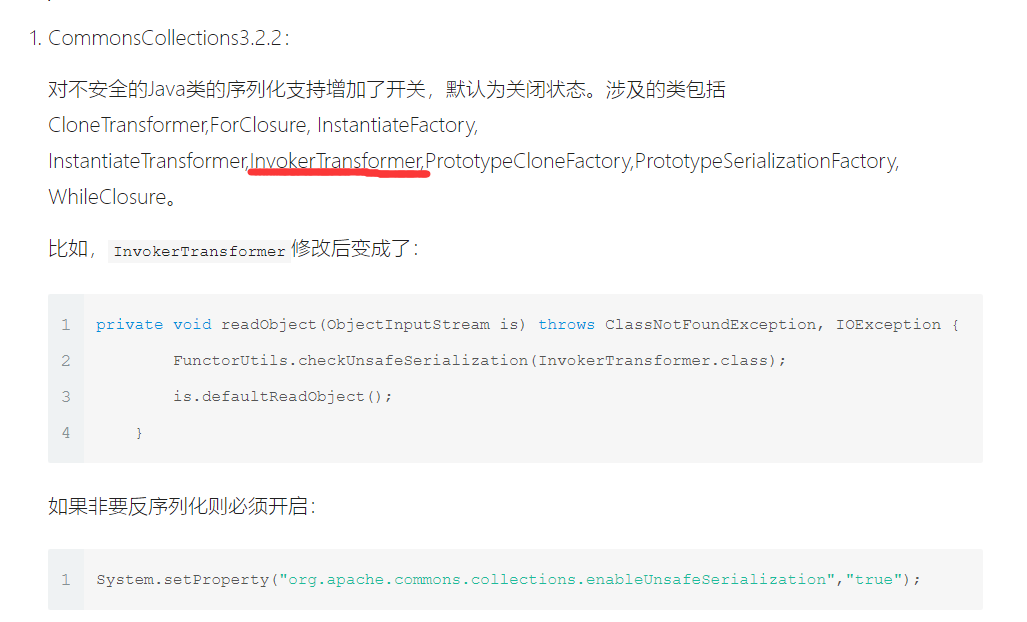 1. CommonsCollections3.2.2：
对不安全的Java类的序列化支持增加了开关，默认为关闭状态。涉及的类包括
CloneTransformer,ForClosure, InstantiateFactory,
InstantiateTransformer,InvokerTransformer,PrototypeCloneFactory,PrototypeSerializationFactory,
WhileClosure。
比如，InvokerTransformer修改后变成了：
1 private void readObject(ObjectInputStream is) throws ClassNotFoundException, IOException {
2 FunctorUtils.checkUnsafeSerialization(InvokerTransformer.class);
3 is.defaultReadObject();
4 }
如果非要反序列化则必须开启：
1 System.setProperty("org.apache.commons.collections.enableUnsafeSerialization","true");